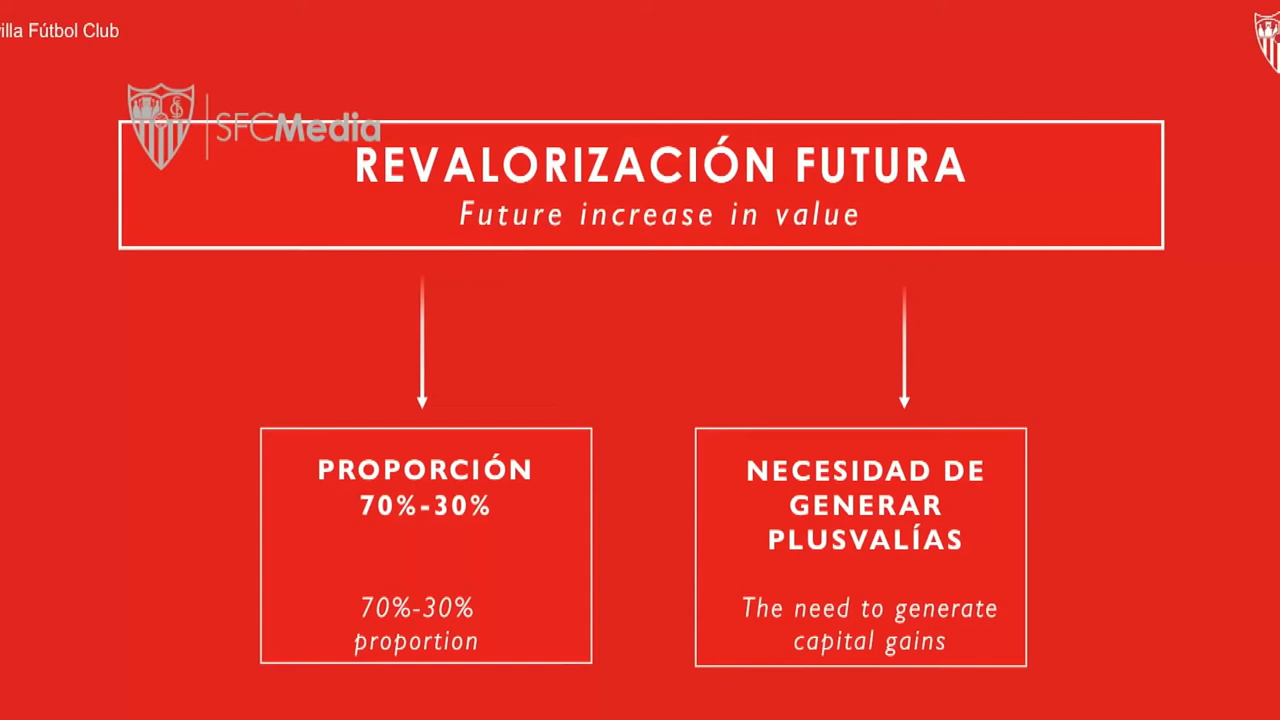 illa Fútbol Club
SFCMedia
REVALORIZACIÓN FUTURA
Future increase in value
PROPORCIÓN
70%-30%
70%-30%
proportion
NECESIDAD DE
GENERAR
PLUSVALÍAS
The need to generate
capital gains